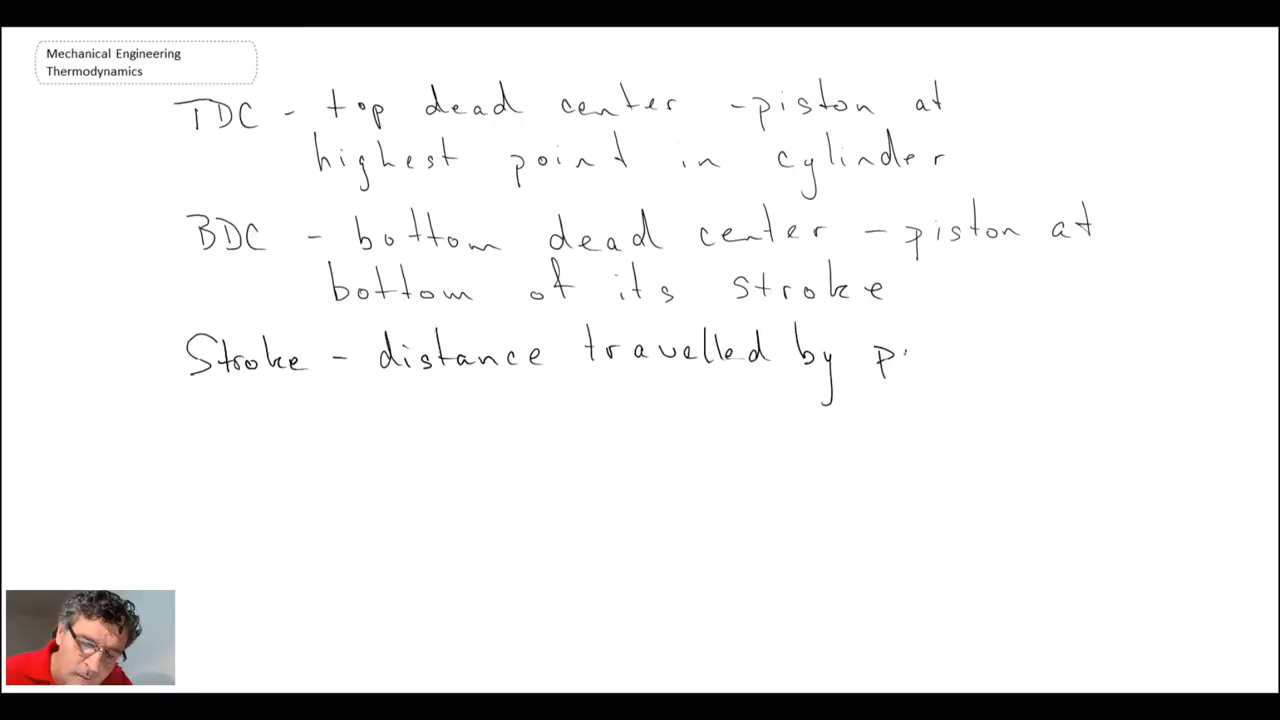 Mechanical Engineering
Thermodynamics
TDC - top dead center - piston at
highest point in cylinder
BDC - bottom dead center - piston at
bottom of its stroke
Stroke - distance travelled by p